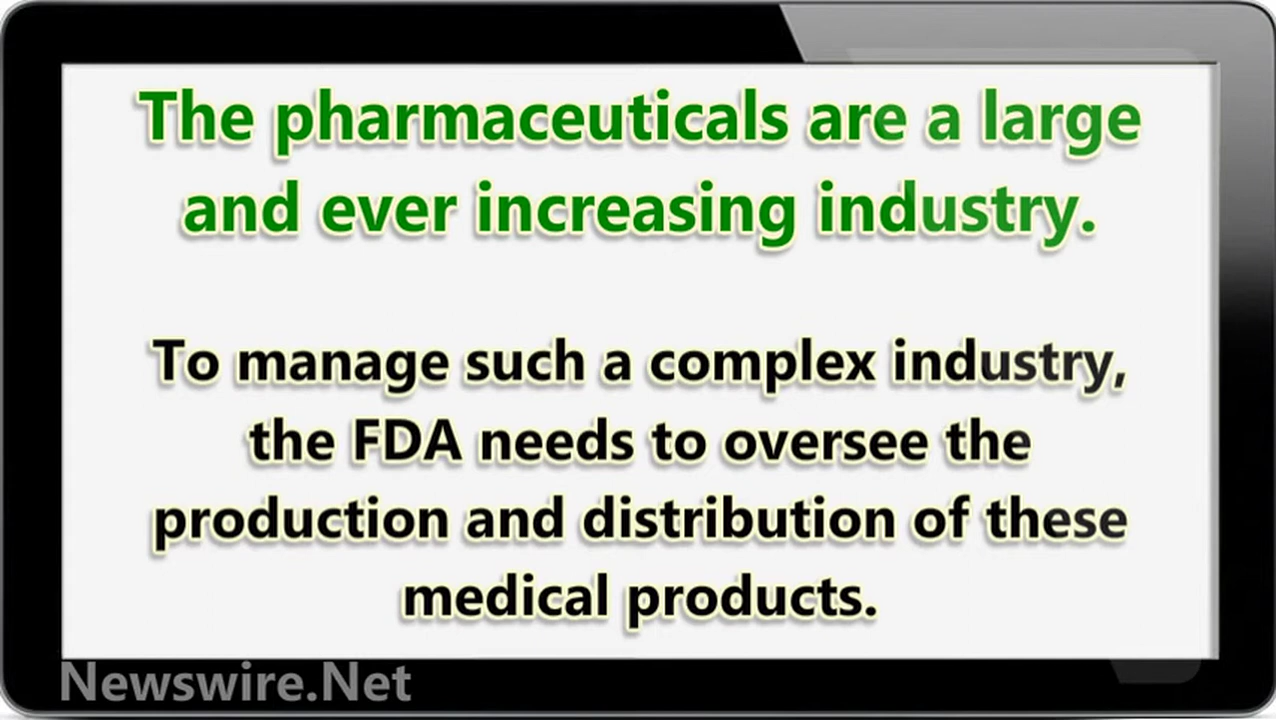 The pharmaceuticals are a large
and ever increasing industry.
To manage such a complex industry,
the FDA needs to oversee the
production and distribution of these
medical products.
Newswire.Net